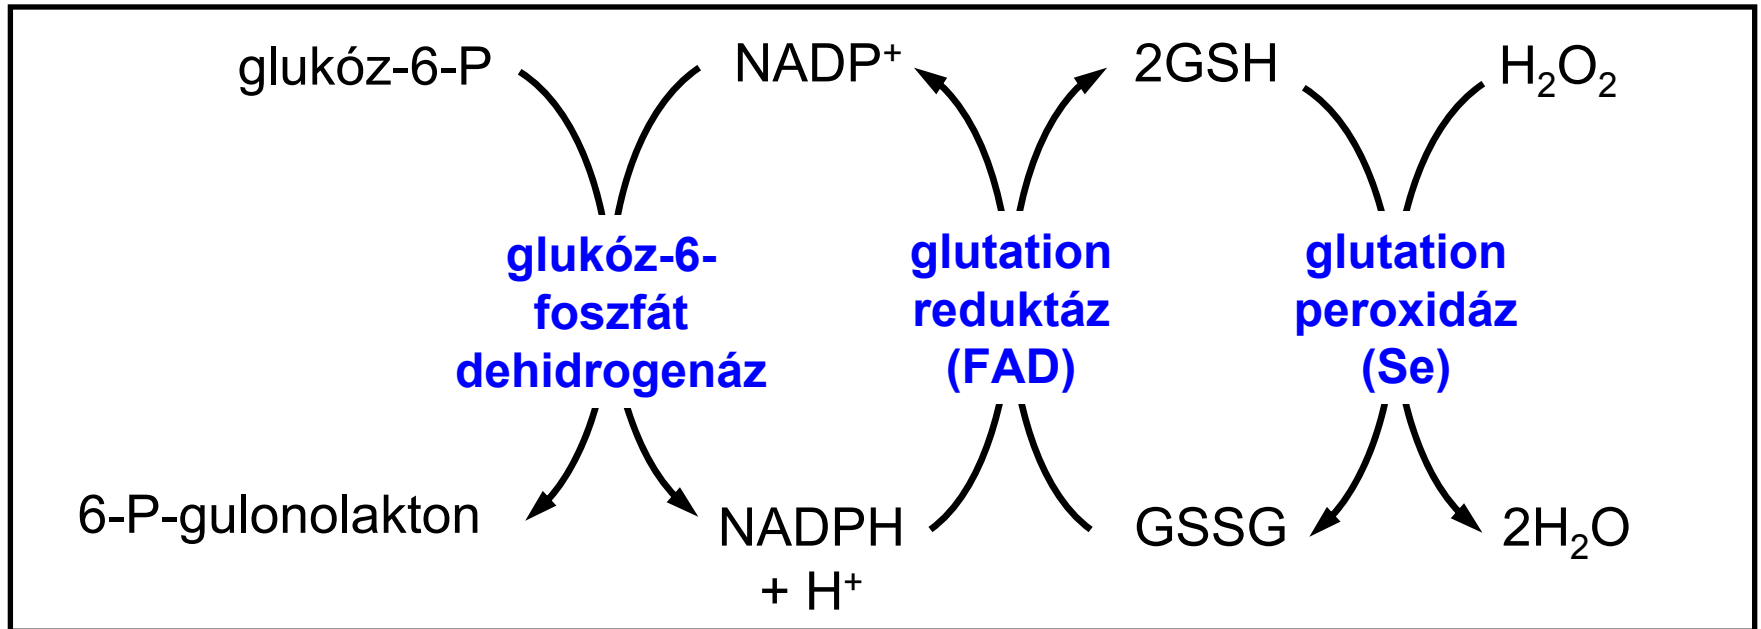 glukóz-6-P
NADP⁺
2GSH
H₂O₂
glukóz-6-
foszfát
dehidrogenáz
glutation
reduktáz
(FAD)
glutation
peroxidáz
(Se)
6-P-gulonolakton
NADPH
+ H⁺
GSSG
2H₂O